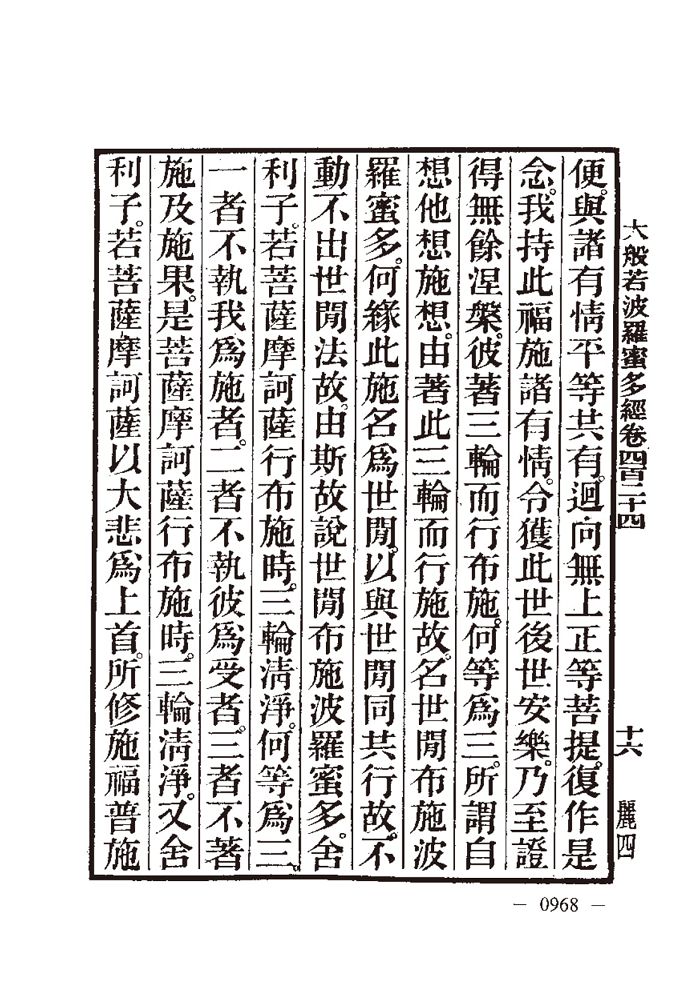 大般若波羅蜜多經卷四百二十四　十六　麗四
便。與諸有情平等共有。迴向無上正等菩提。復作是
念。我持此福施諸有情。令獲此世後世安樂。乃至證
得無餘涅槃。彼著三輪而行布施。何等為三。所謂自
想他想施想。由著此三輪而行施故。名世閒布施波
羅蜜多。何緣此施名為世閒。以與世閒同共行故。不
動不出世閒法故。由斯故說世閒布施波羅蜜多。舍
利子。若菩薩摩訶薩行布施時。三輪清淨。何等為三。
一者不執我為施者。二者不執彼為受者。三者不著
施及施果。是菩薩摩訶薩行布施時。三輪清淨。又舍
利子。若菩薩摩訶薩以大悲為上首。所修施福普施
— 0968 —